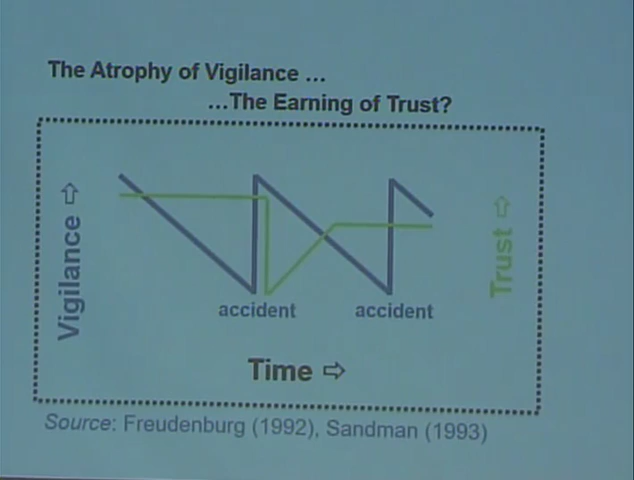 The Atrophy of Vigilance ...
...The Earning of Trust?
Vigilance ⇨
Trust ⇨
accident
accident
Time ⇨
Source: Freudenburg (1992), Sandman (1993)